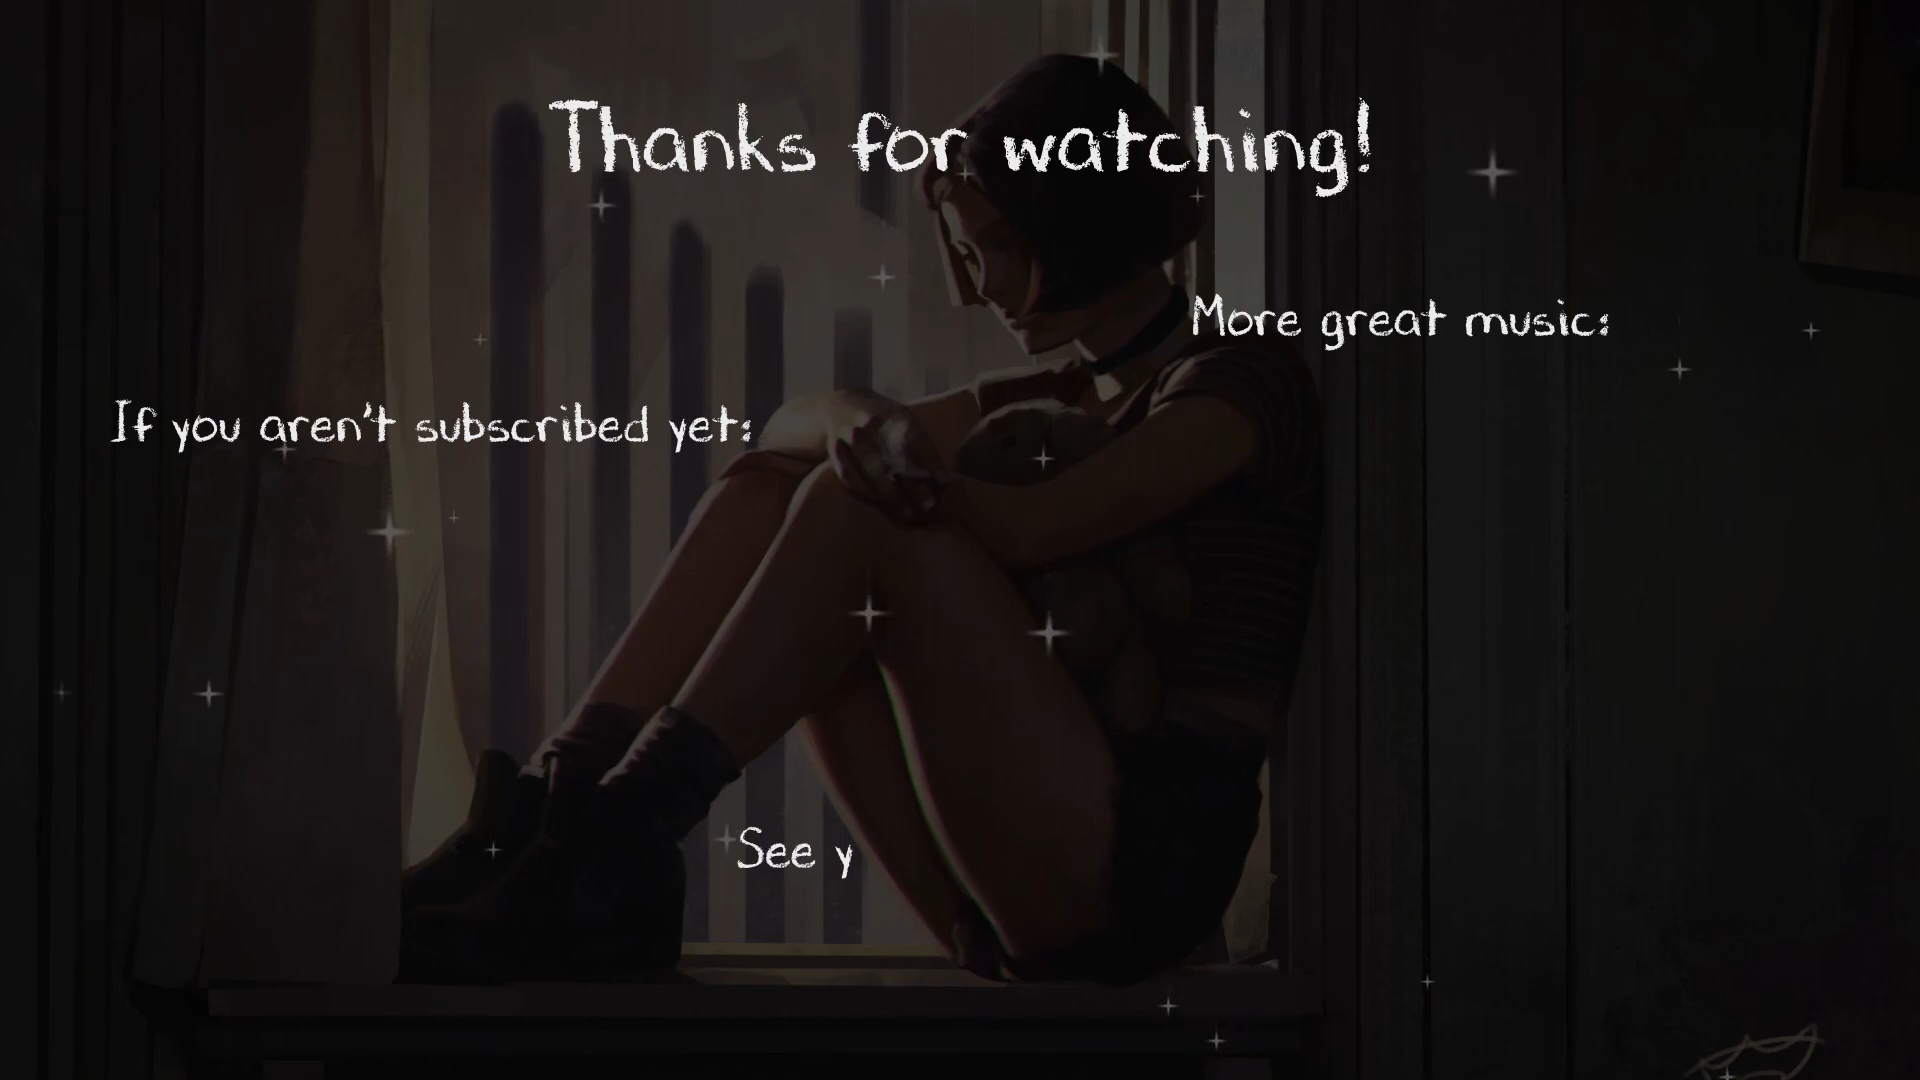 Thanks for watching!
More great music:
If you aren't subscribed yet:
See y